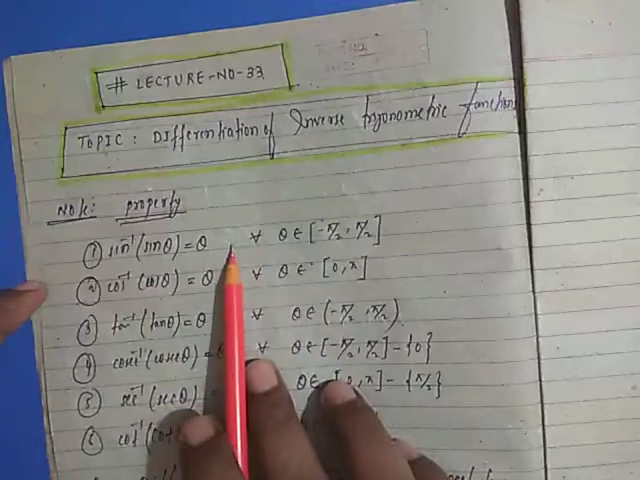 # LECTURE-NO-33
TOPIC: Differentiation of Inverse trigonometric function
Note: property
① sin⁻¹(sinθ) = θ ∀ θ ∈ [-π/2, π/2]
② cos⁻¹(cosθ) = θ ∀ θ ∈ [0, π]
③ tan⁻¹(tanθ) = θ ∀ θ ∈ (-π/2, π/2)
④ cosec⁻¹(cosecθ) = ∀ θ ∈ [-π/2, π/2] - {0}
⑤ sec⁻¹(secθ) θ ∈ [0, π] - {π/2}
⑥ cot⁻¹(cot